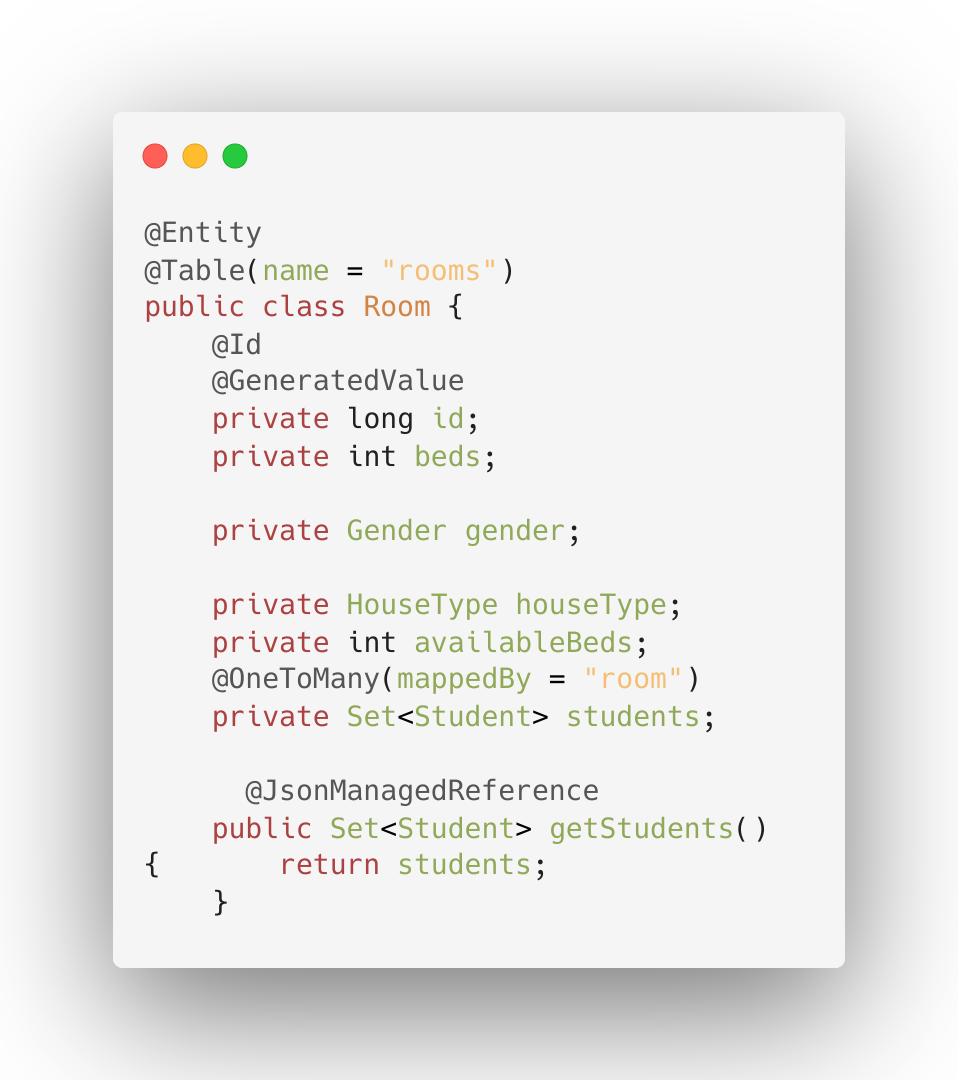 @Entity
@Table(name = "rooms")
public class Room {
    @Id
    @GeneratedValue
    private long id;
    private int beds;

    private Gender gender;

    private HouseType houseType;
    private int availableBeds;
    @OneToMany(mappedBy = "room")
    private Set<Student> students;

      @JsonManagedReference
    public Set<Student> getStudents()
{       return students;
    }